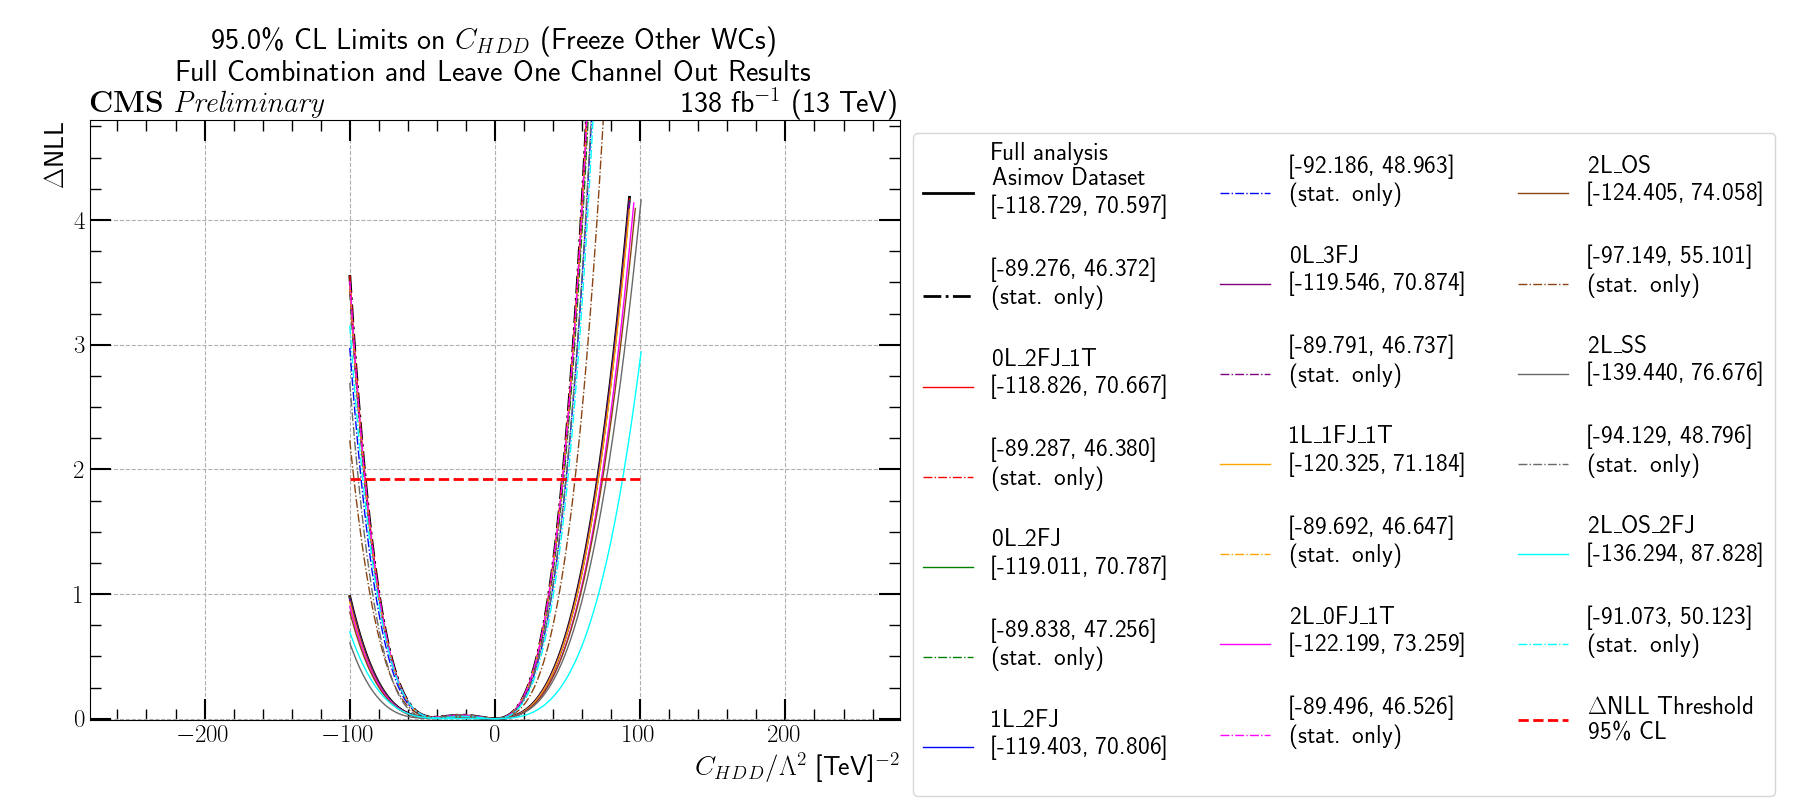 95.0% CL Limits on C_{HDD} (Freeze Other WCs)
Full Combination and Leave One Channel Out Results
CMS Preliminary
138 fb^{-1} (13 TeV)
ΔNLL
4
3
2
1
0
−200
−100
0
100
200
C_{HDD}/Λ^2 [TeV]^{-2}
Full analysis
Asimov Dataset
[-118.729, 70.597]
[-89.276, 46.372]
(stat. only)
0L_2FJ_1T
[-118.826, 70.667]
[-89.287, 46.380]
(stat. only)
0L_2FJ
[-119.011, 70.787]
[-89.838, 47.256]
(stat. only)
1L_2FJ
[-119.403, 70.806]
[-92.186, 48.963]
(stat. only)
0L_3FJ
[-119.546, 70.874]
[-89.791, 46.737]
(stat. only)
1L_1FJ_1T
[-120.325, 71.184]
[-89.692, 46.647]
(stat. only)
2L_0FJ_1T
[-122.199, 73.259]
[-89.496, 46.526]
(stat. only)
2L_OS
[-124.405, 74.058]
[-97.149, 55.101]
(stat. only)
2L_SS
[-139.440, 76.676]
[-94.129, 48.796]
(stat. only)
2L_OS_2FJ
[-136.294, 87.828]
[-91.073, 50.123]
(stat. only)
ΔNLL Threshold
95% CL